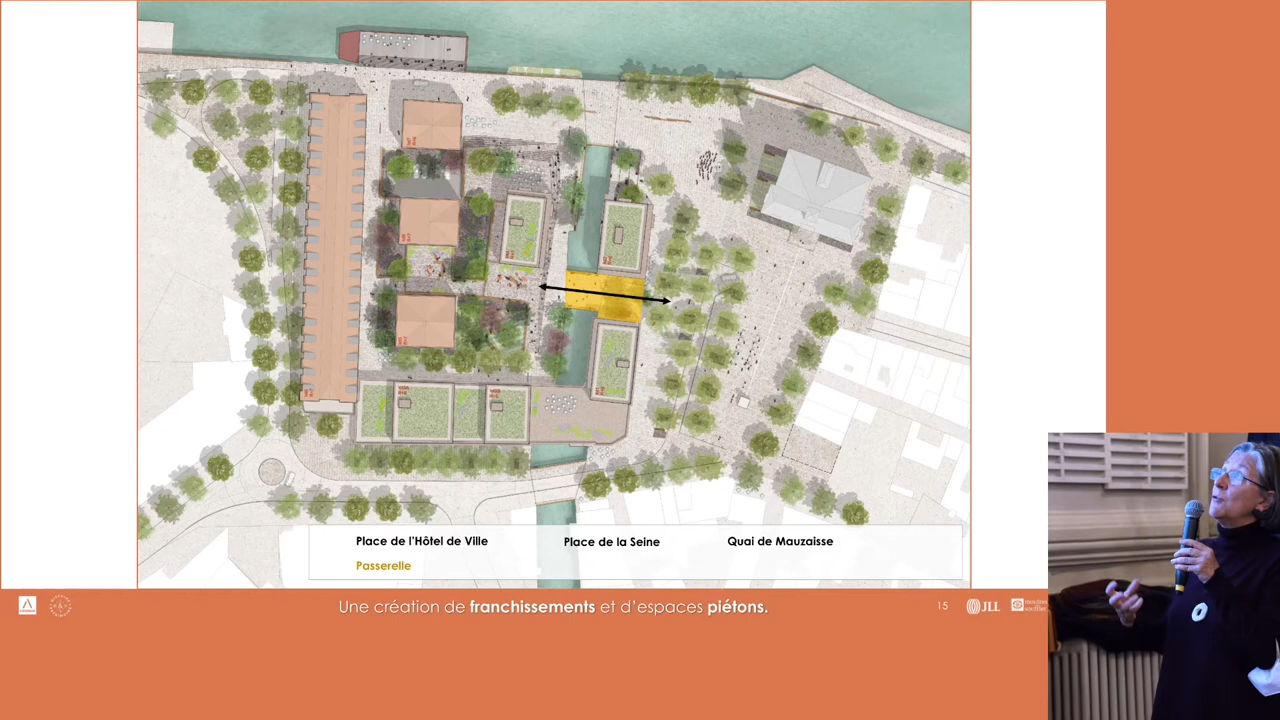 Place de l'Hôtel de Ville
Place de la Seine
Quai de Mauzaisse
Passerelle
Une création de franchissements et d'espaces piétons.
15
JLL